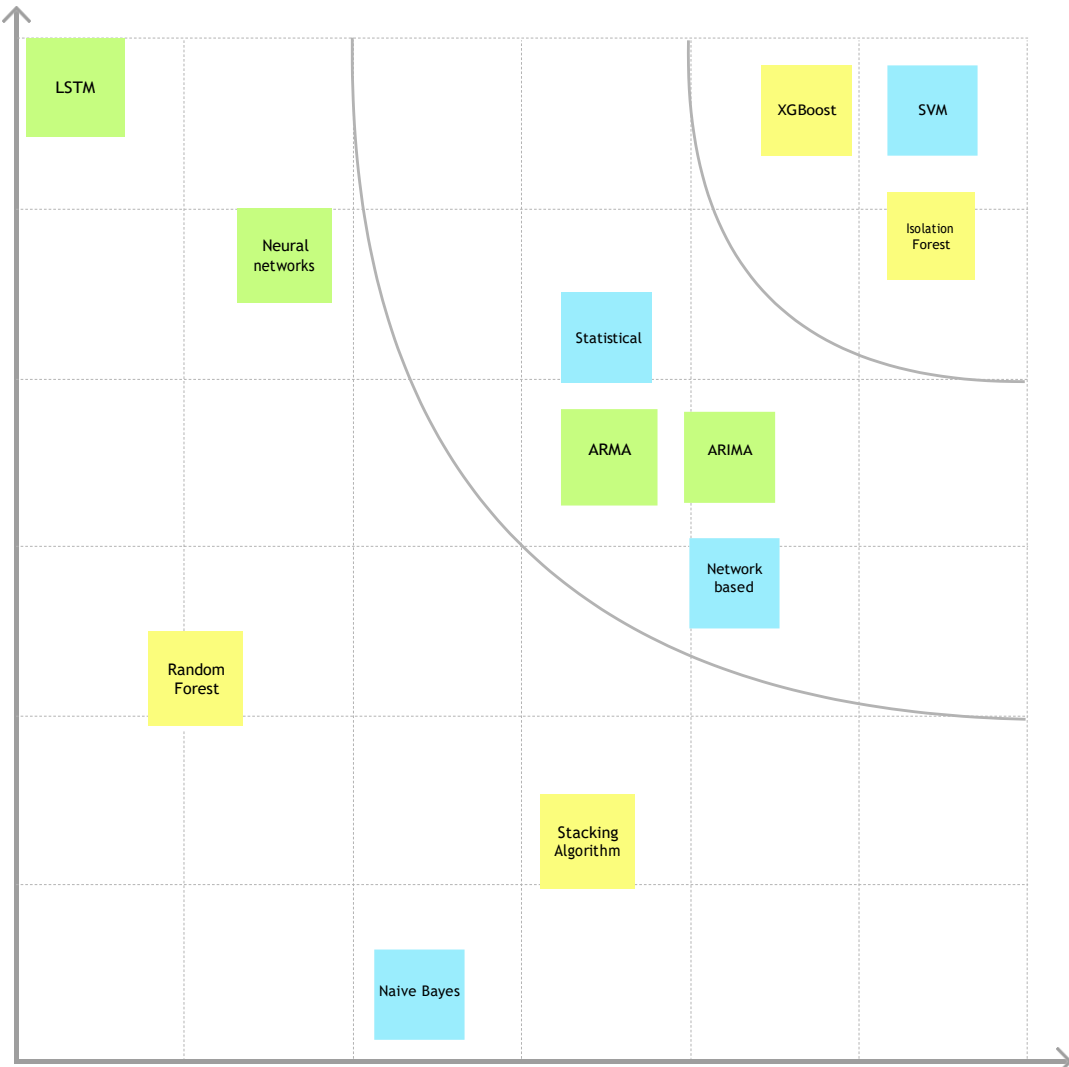 LSTM
XGBoost
SVM
Neural
networks
Isolation
Forest
Statistical
ARMA
ARIMA
Network
based
Random
Forest
Stacking
Algorithm
Naive Bayes